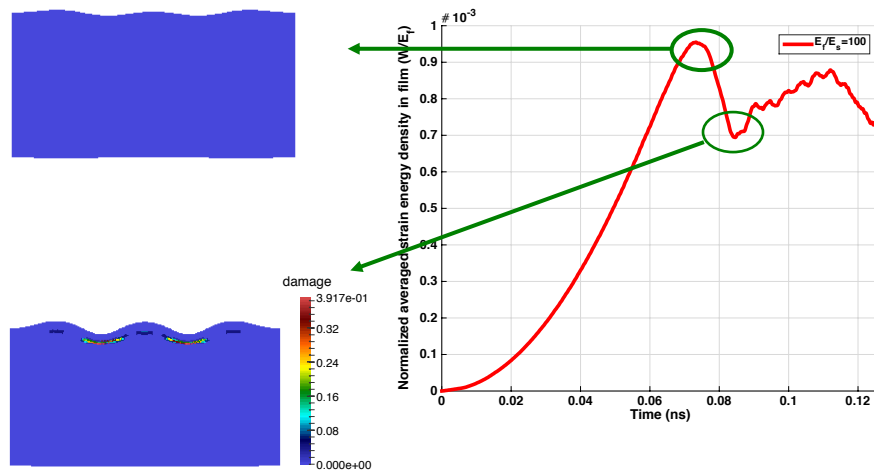 # 10^-3
1
0.9
0.8
0.7
0.6
0.5
0.4
0.3
0.2
0.1
0
Normalized averaged strain energy density in film (W/E_f)
E_f/E_s=100
0 0.02 0.04 0.06 0.08 0.1 0.12
Time (ns)
damage
3.917e-01
0.32
0.24
0.16
0.08
0.000e+00